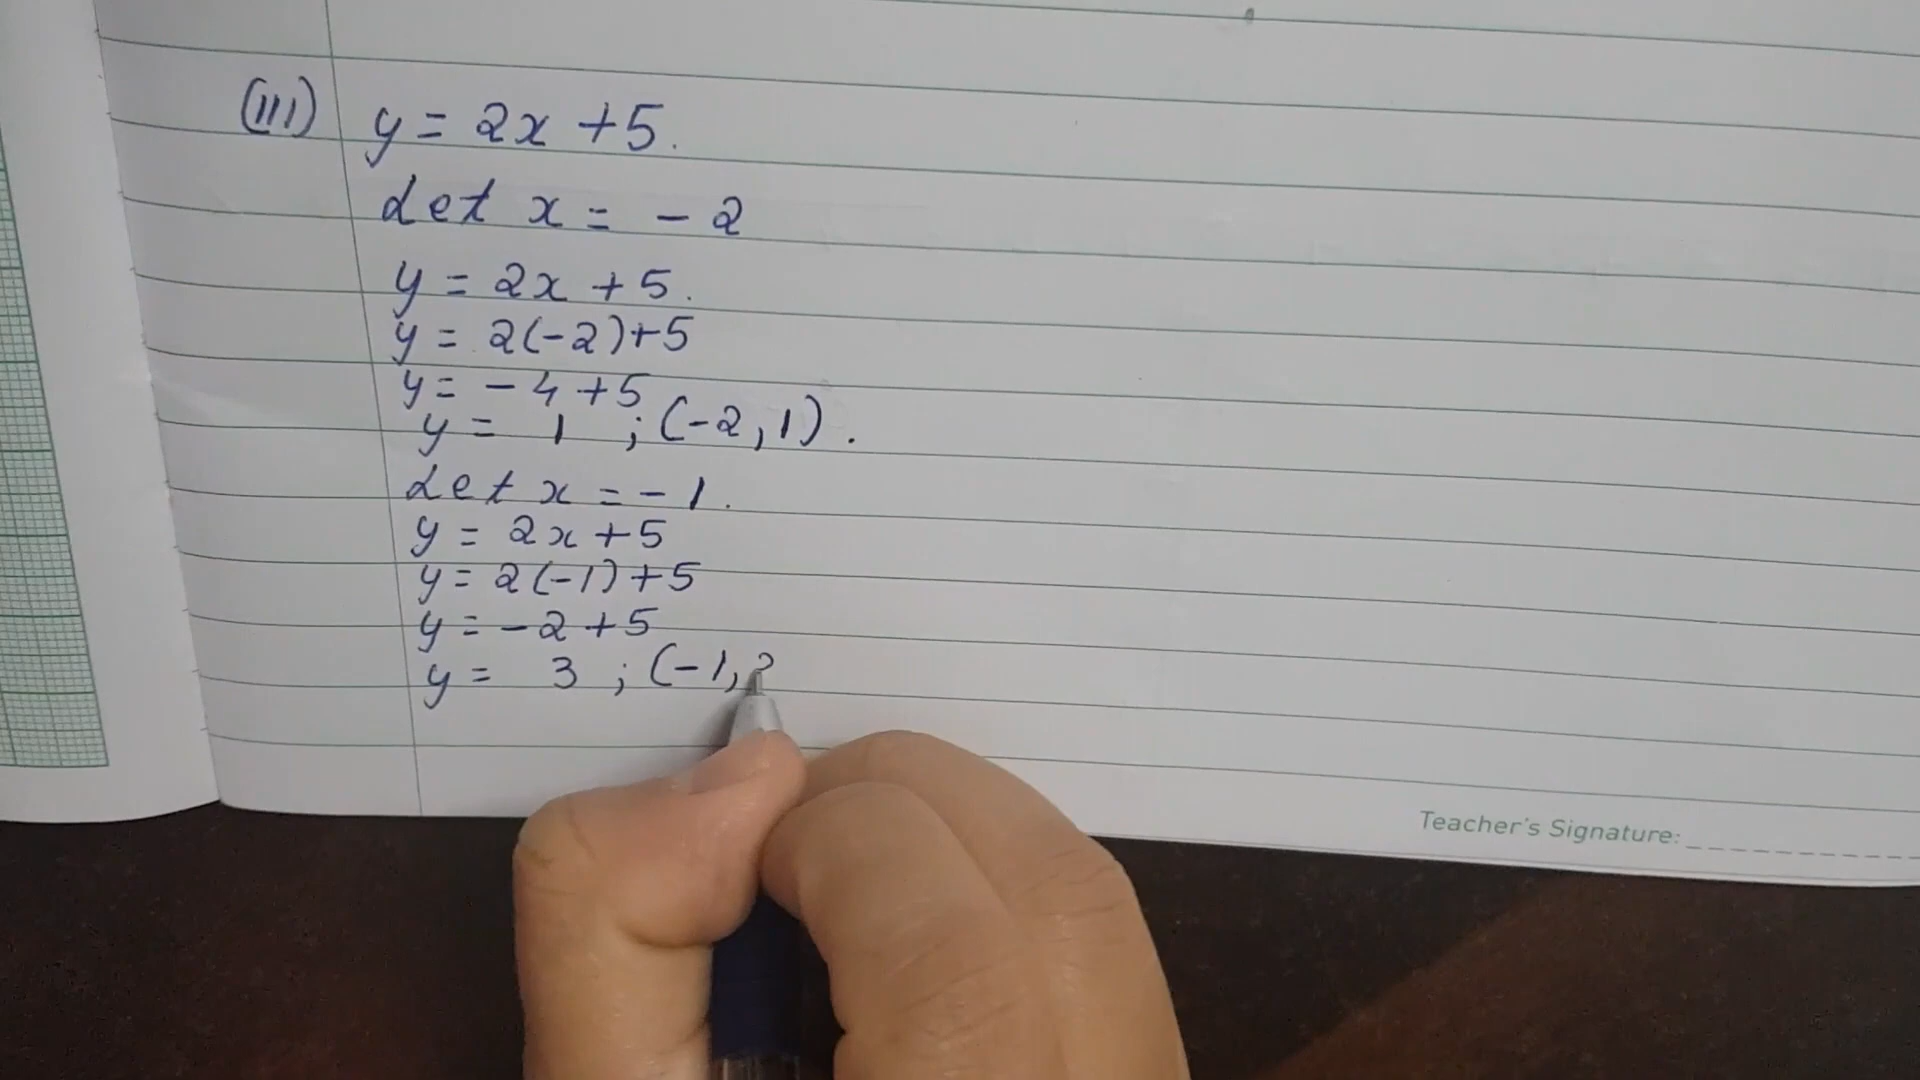 (III) y = 2x + 5.
Let x = - 2
y = 2x + 5.
y = 2(-2)+5
y = - 4 + 5
y = 1 ; (-2, 1).
Let x = - 1.
y = 2x + 5
y = 2(-1) + 5
y = - 2 + 5
y = 3 ; (-1,
Teacher's Signature: